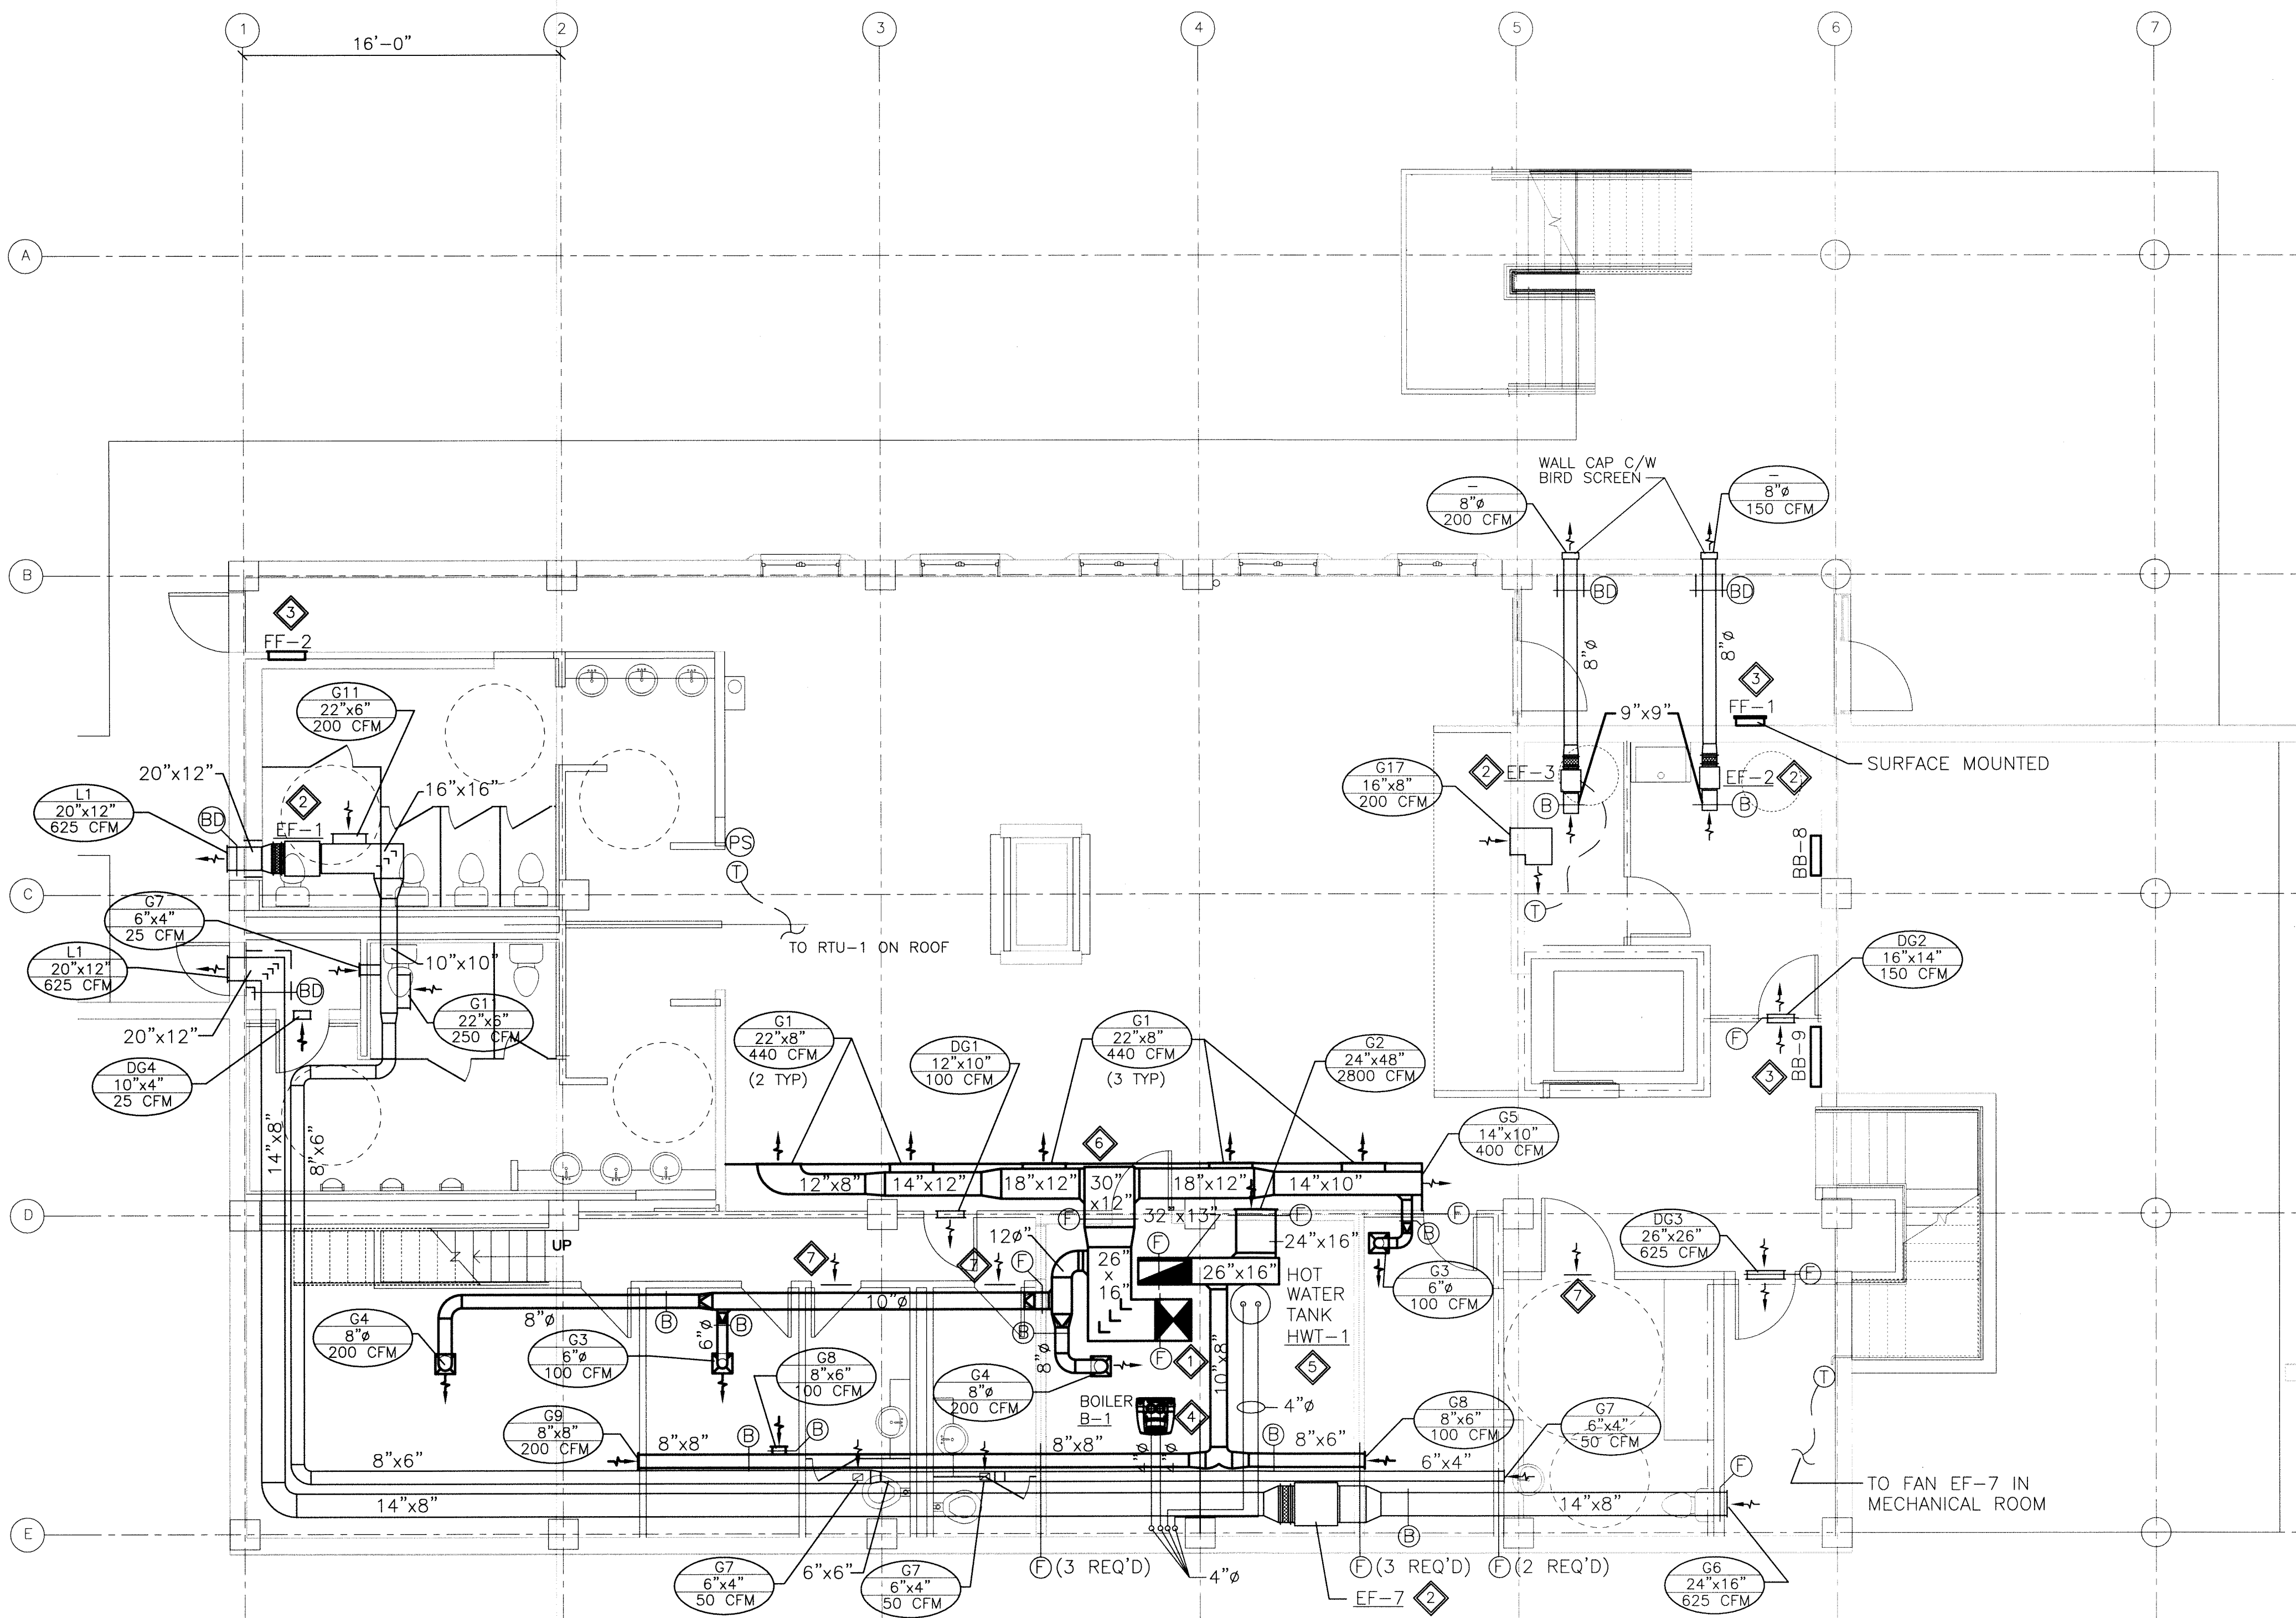 1
2
3
4
5
6
7
16'-0"
A
WALL CAP C/W
BIRD SCREEN
–
8"ø
200 CFM
–
8"ø
150 CFM
B
BD
BD
3
FF-2
8"ø
8"ø
3
FF-1
SURFACE MOUNTED
G11
22"x6"
200 CFM
9"x9"
20"x12"
16"x16"
2
EF-1
L1
20"x12"
625 CFM
BD
G17
16"x8"
200 CFM
2
EF-3
EF-2
2
B
B
PS
T
BB-8
C
G7
6"x4"
25 CFM
T
TO RTU-1 ON ROOF
L1
20"x12"
625 CFM
10"x10"
BD
G11
22"x6"
250 CFM
DG2
16"x14"
150 CFM
20"x12"
F
BB-9
3
DG4
10"x4"
25 CFM
G1
22"x8"
440 CFM
(2 TYP)
DG1
12"x10"
100 CFM
G1
22"x8"
440 CFM
(3 TYP)
G2
24"x48"
2800 CFM
G5
14"x10"
400 CFM
14"x8"
8"x6"
6
12"x8"
14"x12"
18"x12"
30"
x12"
18"x12"
14"x10"
D
F
32"x13"
F
F
B
UP
12ø"
24"x16"
DG3
26"x26"
625 CFM
7
7
F
F
26"
x
16"
26"x16"
HOT
WATER
TANK
HWT-1
5
G3
6"ø
100 CFM
7
F
8"ø
B
10"ø
6"ø
B
B
G4
8"ø
200 CFM
G3
6"ø
100 CFM
G8
8"x6"
100 CFM
8"ø
F
1
10"x8"
G4
8"ø
200 CFM
T
BOILER
B-1
4
4"ø
G9
8"x8"
200 CFM
8"x8"
B
B
8"x8"
4"ø
4"ø
B
8"x6"
G8
8"x6"
100 CFM
G7
6"x4"
50 CFM
8"x6"
6"x4"
F
14"x8"
14"x8"
TO FAN EF-7 IN
MECHANICAL ROOM
E
B
G7
6"x4"
50 CFM
6"x6"
G7
6"x4"
50 CFM
F (3 REQ'D)
4"ø
F (3 REQ'D)
F (2 REQ'D)
EF-7
2
G6
24"x16"
625 CFM